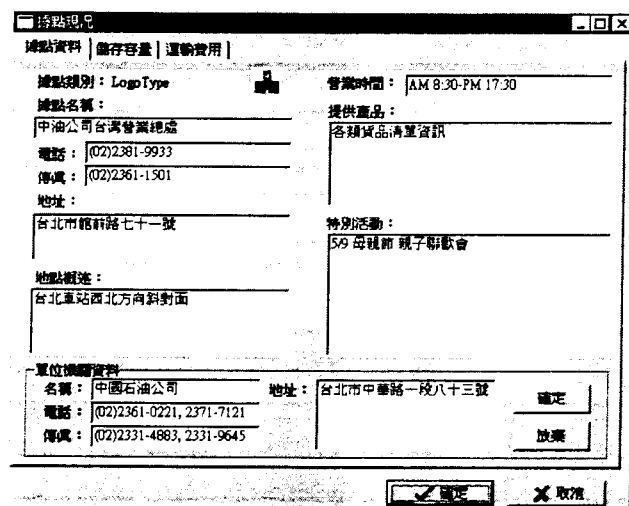 據點現況
據點資料 儲存容量 運輸費用
據點類別：LogoType
據點名稱：
中油公司台灣營業總處
電話：(02)2381-9933
傳真：(02)2361-1501
地址：
台北市館前路七十一號
地點概述：
台北車站西北方向斜對面
營業時間：AM 8:30-PM 17:30
提供產品：
各類貨品清單資訊
特別活動：
5/9 母親節 親子聯歡會
單位機關資料
名稱：中國石油公司
電話：(02)2361-0221, 2371-7121
傳真：(02)2331-4883, 2331-9645
地址：台北市中華路一段八十三號
確定
放棄
確定 取消